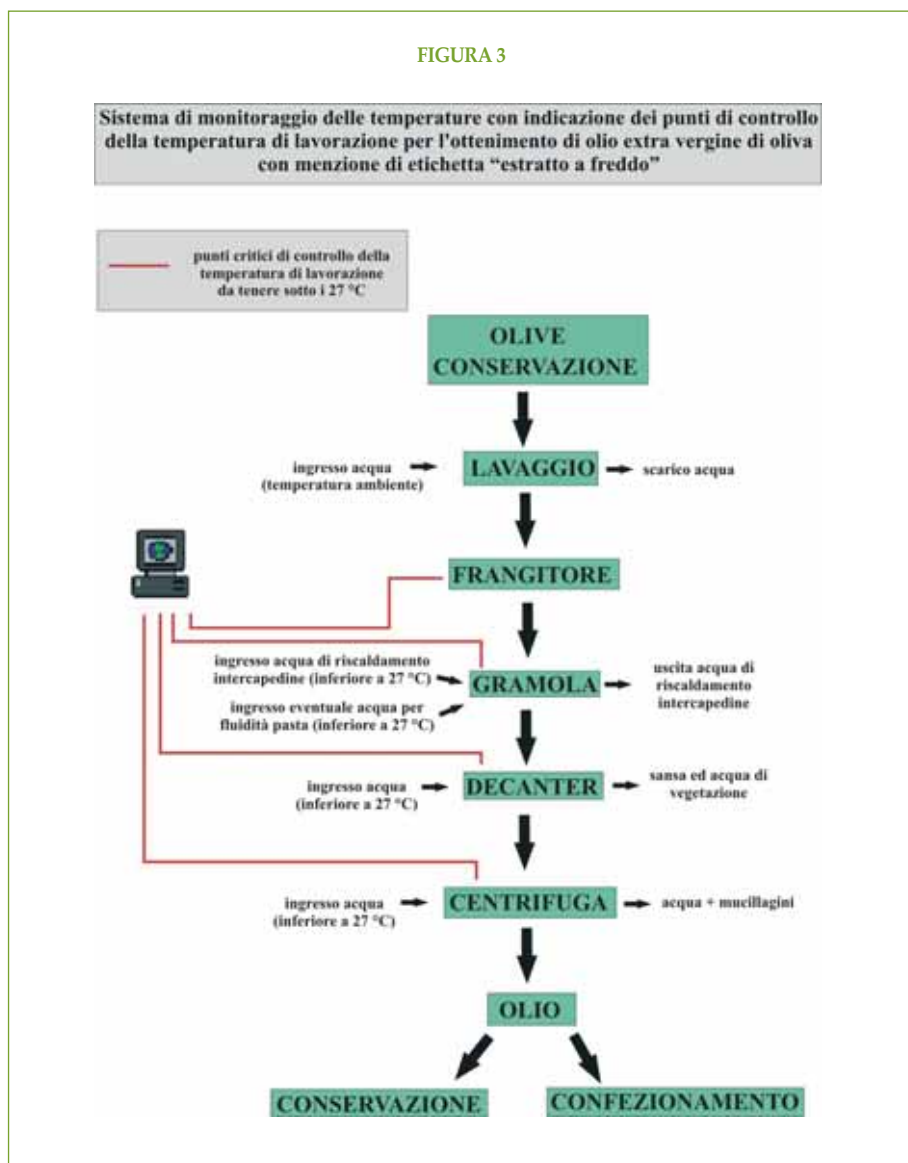 FIGURA 3
Sistema di monitoraggio delle temperature con indicazione dei punti di controllo
della temperatura di lavorazione per l'ottenimento di olio extra vergine di oliva
con menzione di etichetta “estratto a freddo”
punti critici di controllo della
temperatura di lavorazione
da tenere sotto i 27 °C
OLIVE
CONSERVAZIONE
ingresso acqua
(temperatura ambiente)
LAVAGGIO
scarico acqua
FRANGITORE
ingresso acqua di riscaldamento
intercapedine (inferiore a 27 °C)
ingresso eventuale acqua per
fluidità pasta (inferiore a 27 °C)
GRAMOLA
uscita acqua di
riscaldamento
intercapedine
ingresso acqua
(inferiore a 27 °C)
DECANTER
sansa ed acqua di
vegetazione
ingresso acqua
(inferiore a 27 °C)
CENTRIFUGA
acqua + mucillagini
OLIO
CONSERVAZIONE
CONFEZIONAMENTO